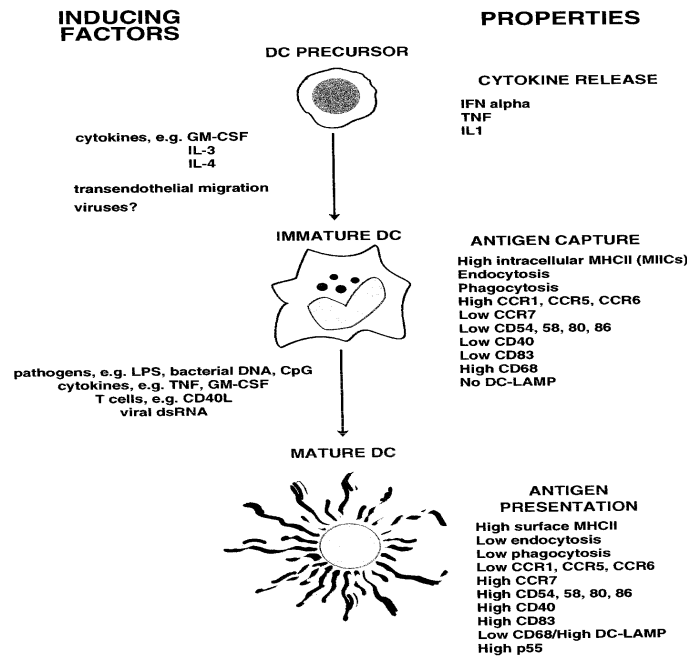 INDUCING
FACTORS
PROPERTIES
DC PRECURSOR
CYTOKINE RELEASE
IFN alpha
TNF
IL1
cytokines, e.g. GM-CSF
IL-3
IL-4
transendothelial migration
viruses?
IMMATURE DC
ANTIGEN CAPTURE
High intracellular MHCII (MIICs)
Endocytosis
Phagocytosis
High CCR1, CCR5, CCR6
Low CCR7
Low CD54, 58, 80, 86
Low CD40
Low CD83
High CD68
No DC-LAMP
pathogens, e.g. LPS, bacterial DNA, CpG
cytokines, e.g. TNF, GM-CSF
T cells, e.g. CD40L
viral dsRNA
MATURE DC
ANTIGEN
PRESENTATION
High surface MHCII
Low endocytosis
Low phagocytosis
Low CCR1, CCR5, CCR6
High CCR7
High CD54, 58, 80, 86
High CD40
High CD83
Low CD68/High DC-LAMP
High p55